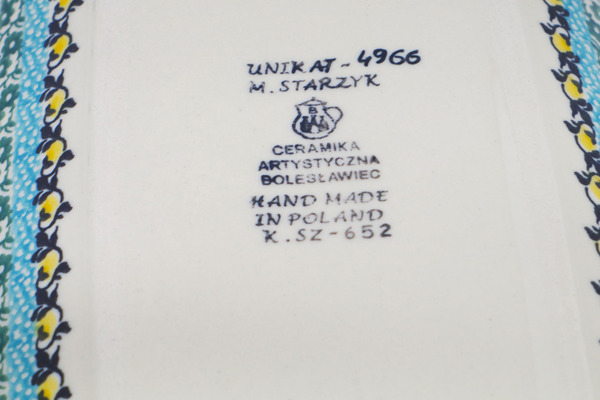 UNIKAT - 4966
M. STARZYK
B
CERAMIKA
ARTYSTYCZNA
BOLESŁAWIEC
HAND MADE
IN POLAND
K.SZ-652